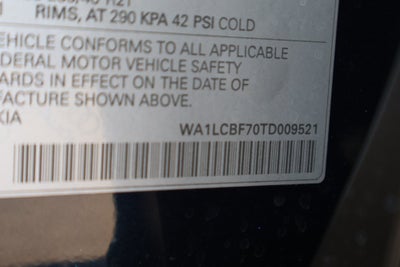 RIMS, AT 290 KPA 42 PSI COLD
EHICLE CONFORMS TO ALL APPLICABLE
DERAL MOTOR VEHICLE SAFETY
ARDS IN EFFECT ON THE DATE OF
FACTURE SHOWN ABOVE.
KIA
WA1LCBF70TD009521